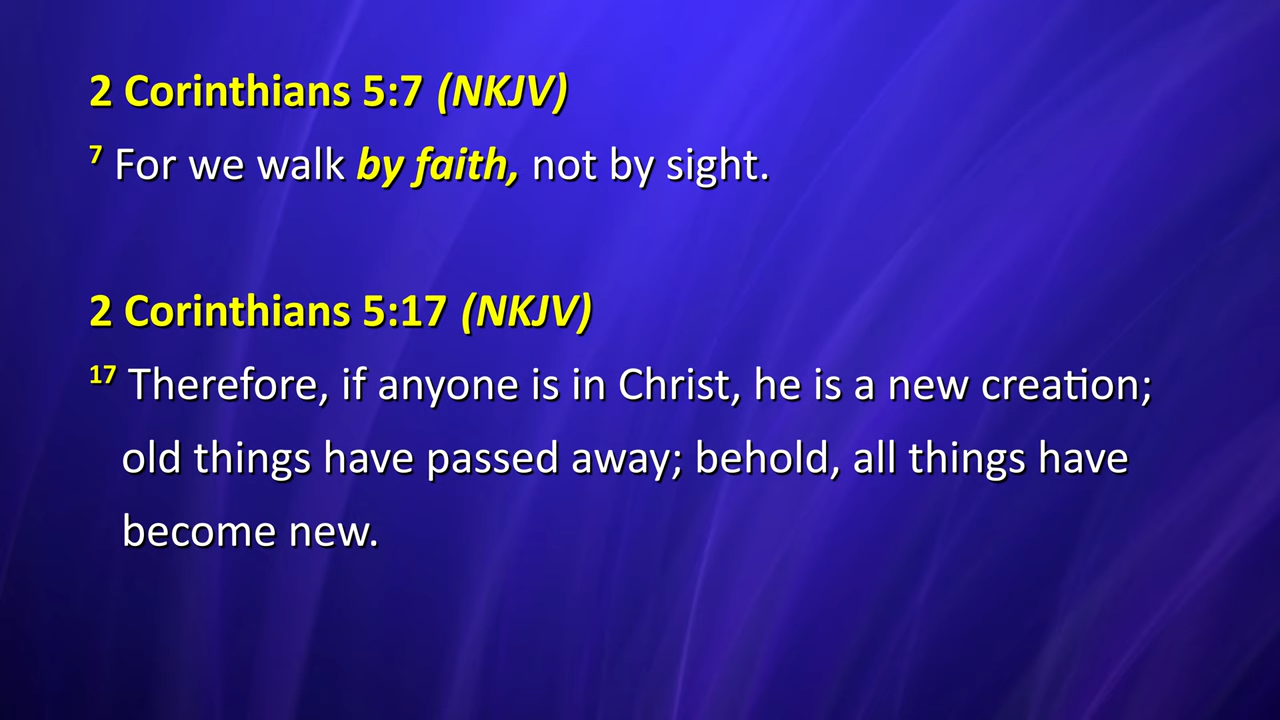 2 Corinthians 5:7 (NKJV)
7 For we walk by faith, not by sight.
2 Corinthians 5:17 (NKJV)
17 Therefore, if anyone is in Christ, he is a new creation;
old things have passed away; behold, all things have
become new.